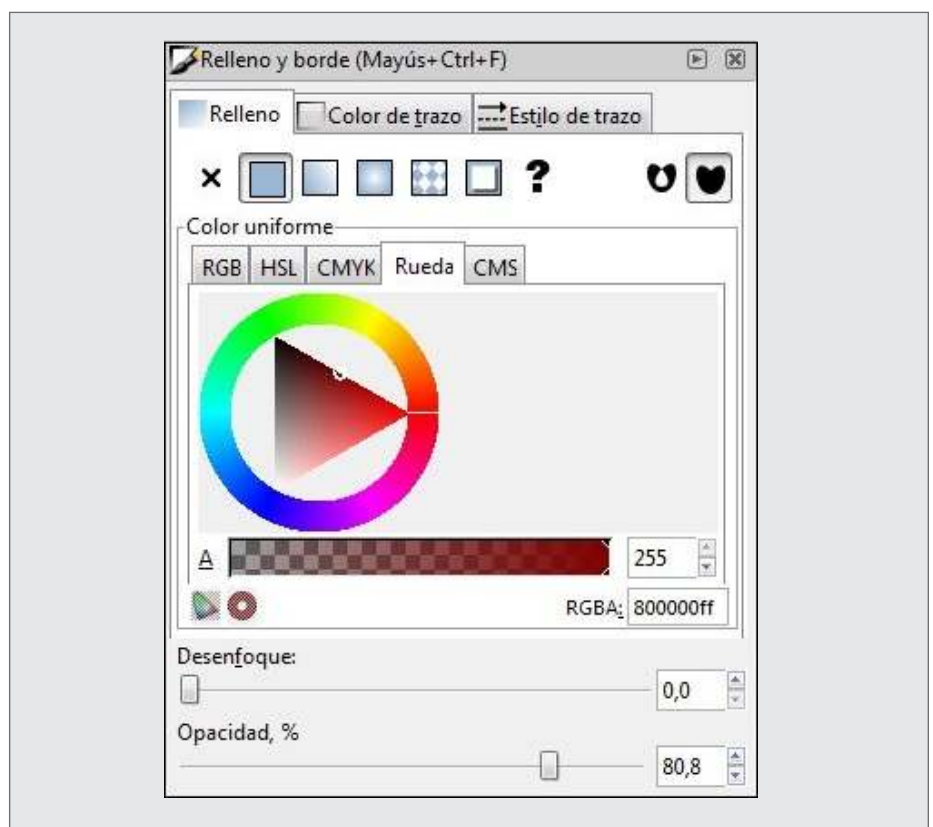 Relleno y borde (Mayús+Ctrl+F)
Relleno Color de trazo Estilo de trazo
?
Color uniforme
RGB HSL CMYK Rueda CMS
A 255
RGBA: 800000ff
Desenfoque:
0,0
Opacidad, %
80,8